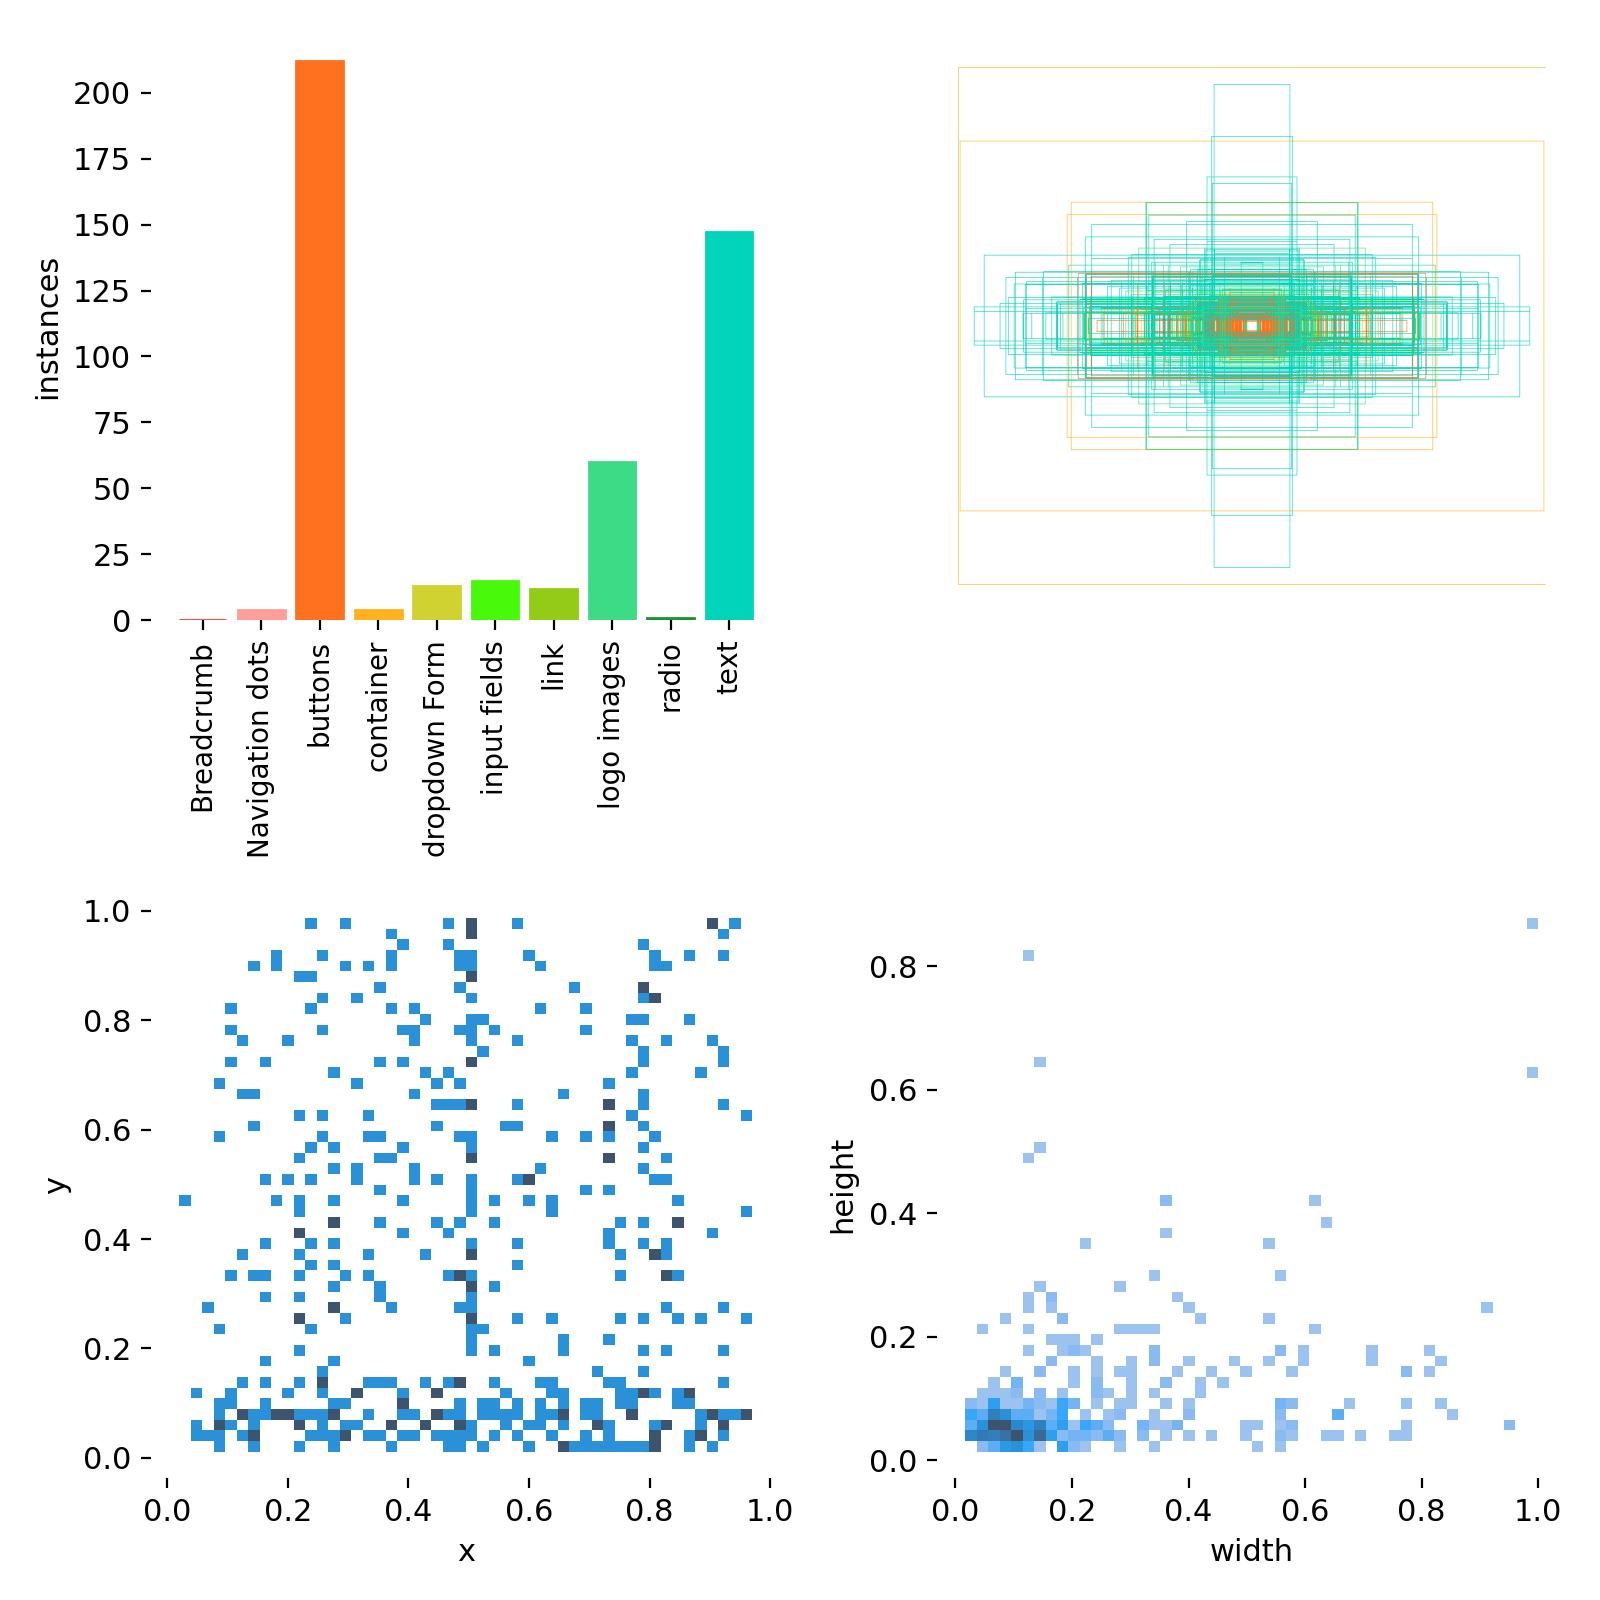 instances
200
175
150
125
100
75
50
25
0
Breadcrumb
Navigation dots
buttons
container
dropdown Form
input fields
link
logo images
radio
text
y
1.0
0.8
0.6
0.4
0.2
0.0
0.0 0.2 0.4 0.6 0.8 1.0
x
height
0.8
0.6
0.4
0.2
0.0
0.0 0.2 0.4 0.6 0.8 1.0
width